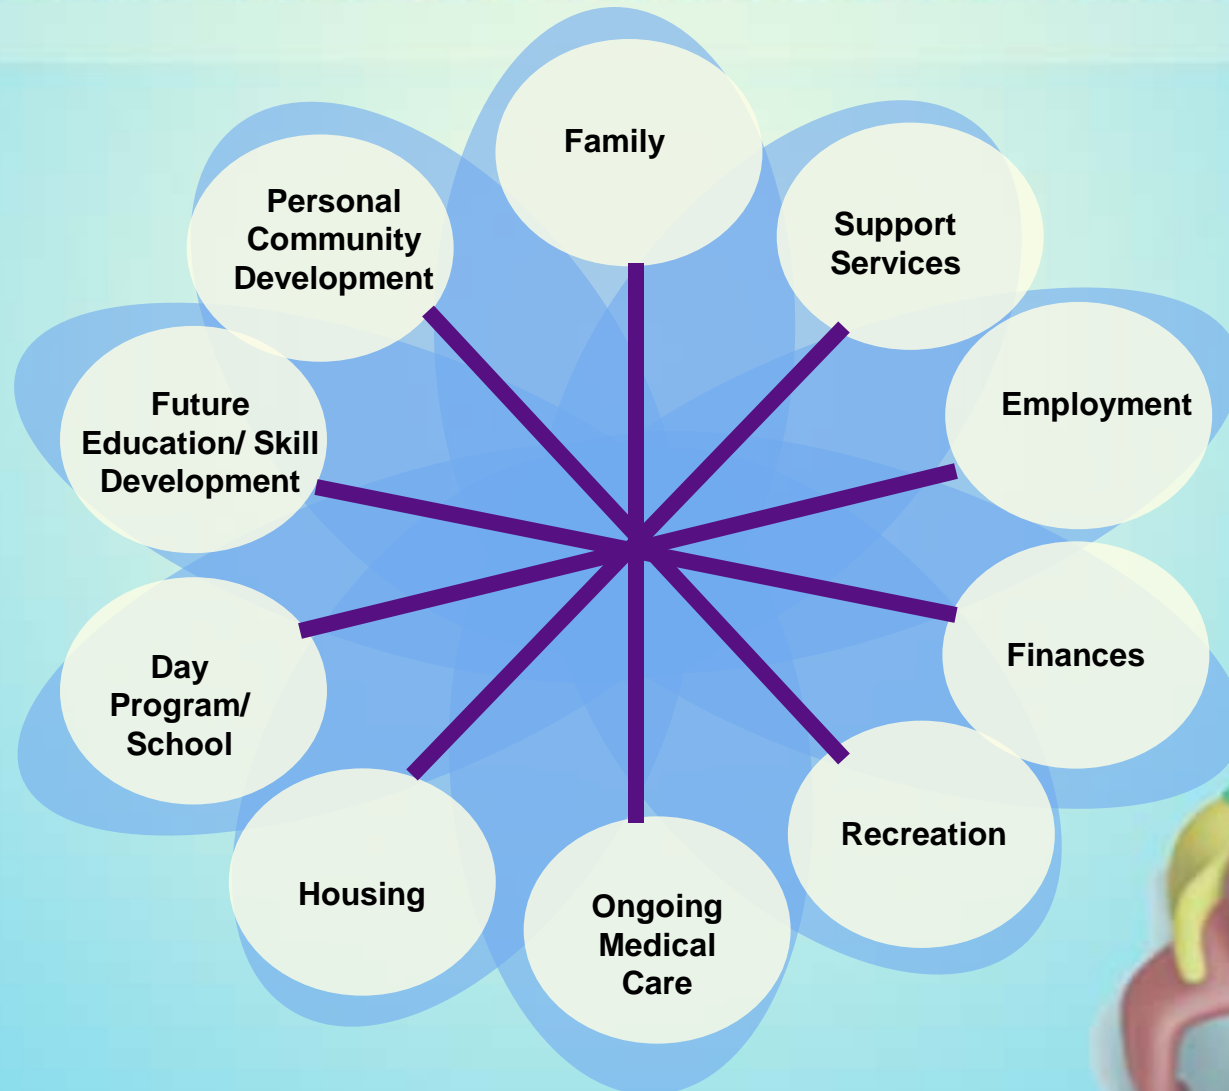 Family
Support
Services
Employment
Finances
Recreation
Ongoing
Medical
Care
Housing
Day
Program/
School
Future
Education/ Skill
Development
Personal
Community
Development